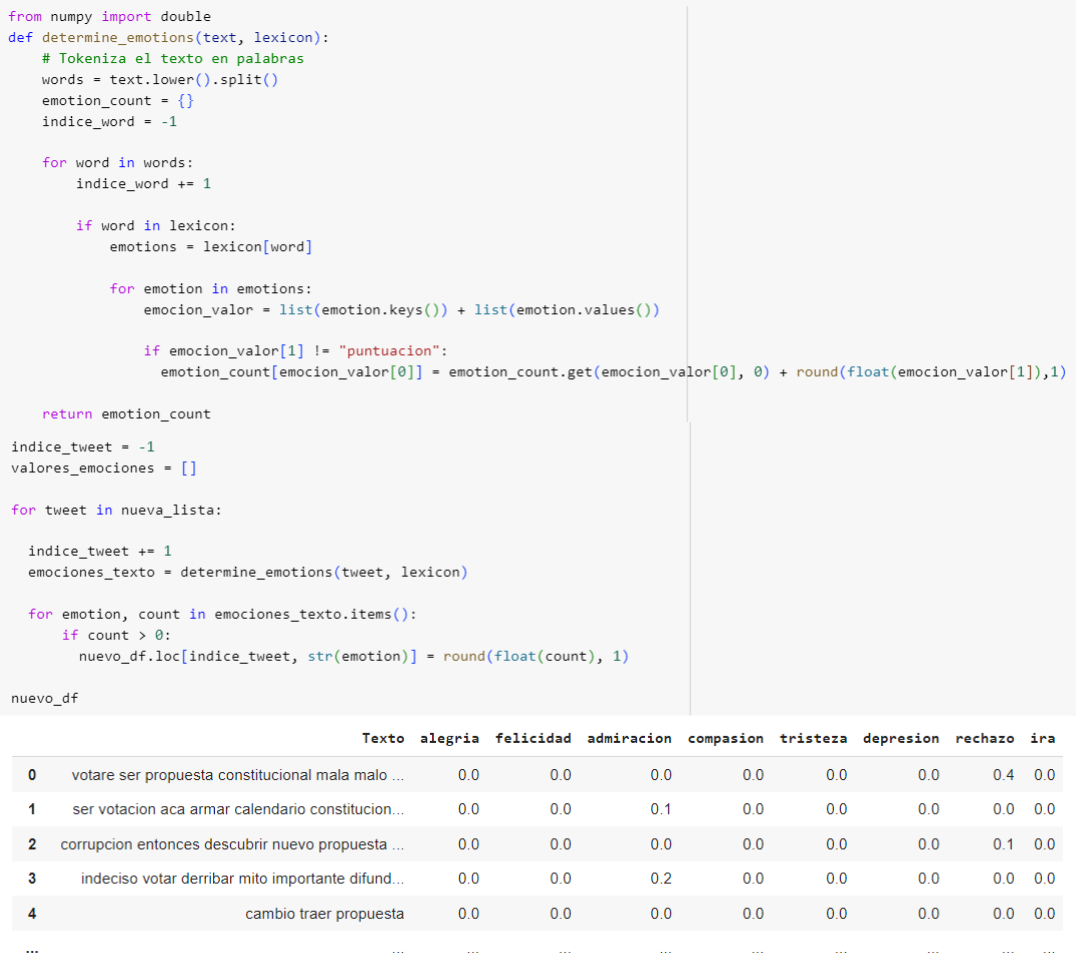 from numpy import double
def determine_emotions(text, lexicon):
    # Tokeniza el texto en palabras
    words = text.lower().split()
    emotion_count = {}
    indice_word = -1

    for word in words:
        indice_word += 1

        if word in lexicon:
            emotions = lexicon[word]

            for emotion in emotions:
                emocion_valor = list(emotion.keys()) + list(emotion.values())

                if emocion_valor[1] != "puntuacion":
                  emotion_count[emocion_valor[0]] = emotion_count.get(emocion_valor[0], 0) + round(float(emocion_valor[1]),1)

    return emotion_count
indice_tweet = -1
valores_emociones = []

for tweet in nueva_lista:

  indice_tweet += 1
  emociones_texto = determine_emotions(tweet, lexicon)

  for emotion, count in emociones_texto.items():
      if count > 0:
        nuevo_df.loc[indice_tweet, str(emotion)] = round(float(count), 1)

nuevo_df
Texto alegria felicidad admiracion compasion tristeza depresion rechazo ira
0 votare ser propuesta constitucional mala malo ... 0.0 0.0 0.0 0.0 0.0 0.0 0.4 0.0
1 ser votacion aca armar calendario constitucion... 0.0 0.0 0.1 0.0 0.0 0.0 0.0 0.0
2 corrupcion entonces descubrir nuevo propuesta ... 0.0 0.0 0.0 0.0 0.0 0.0 0.1 0.0
3 indeciso votar derribar mito importante difund... 0.0 0.0 0.2 0.0 0.0 0.0 0.0 0.0
4 cambio traer propuesta 0.0 0.0 0.0 0.0 0.0 0.0 0.0 0.0
... ... ... ... ... ... ... ... ... ...